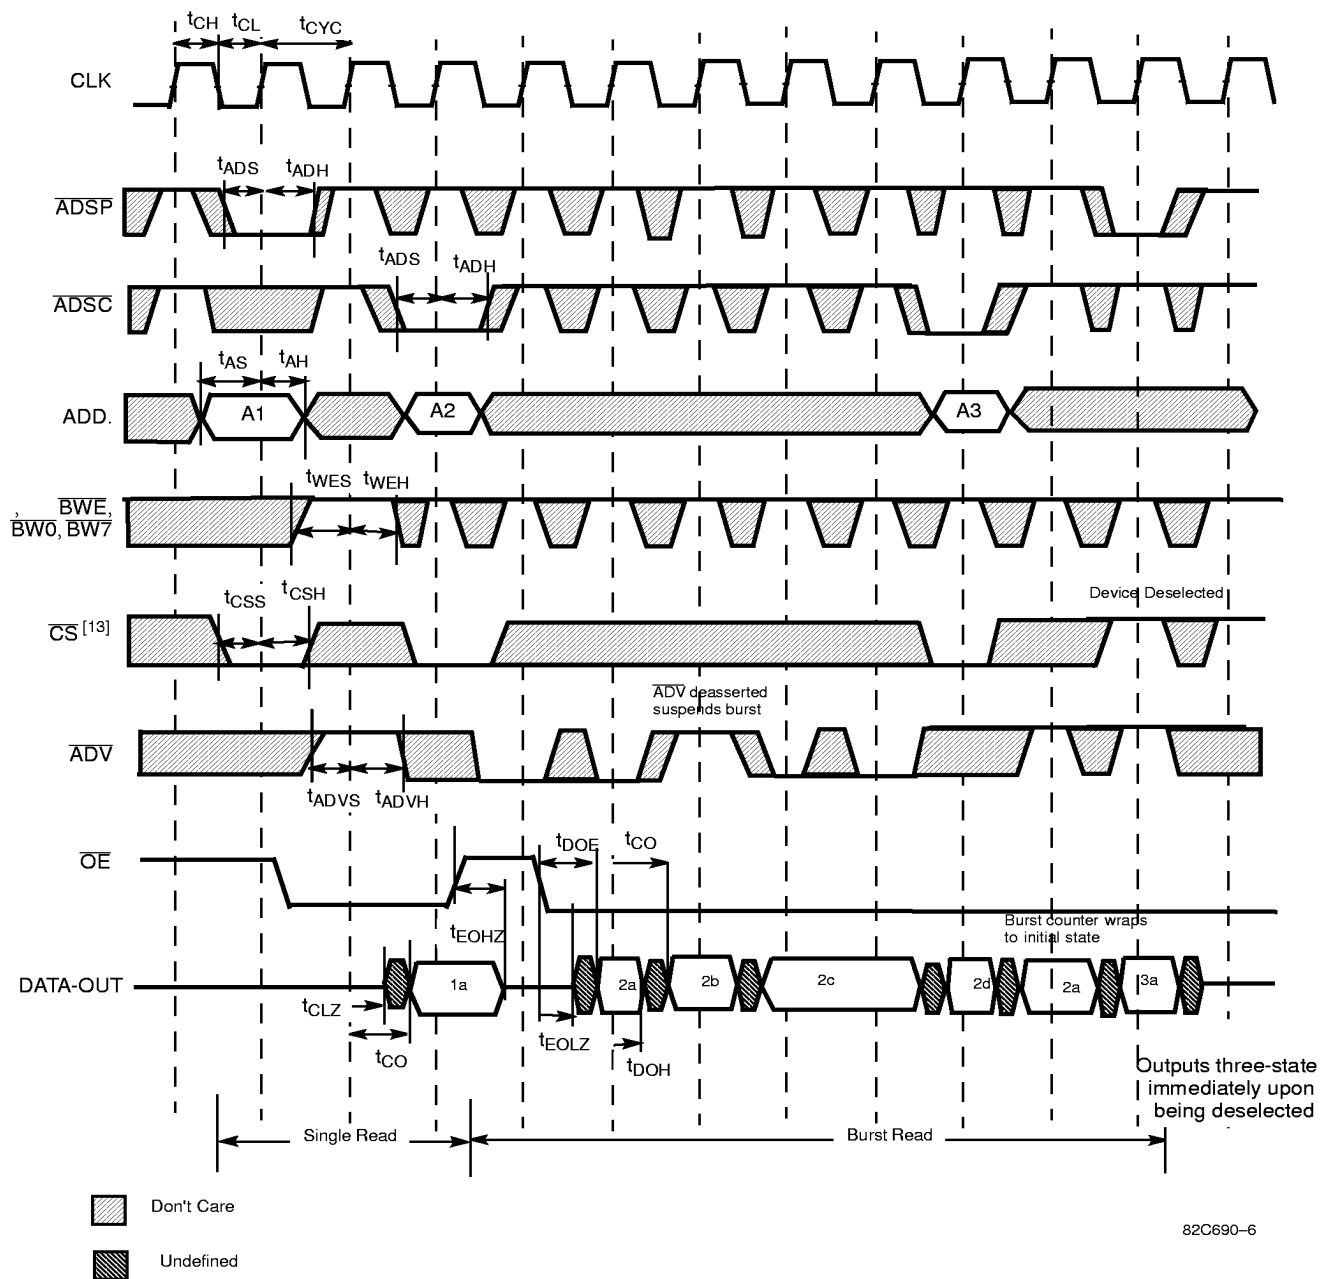 tCH tCL tCYC
CLK
tADS tADH
ADSP
tADS tADH
ADSC
tAS tAH
ADD. A1 A2 A3
tWES tWEH
, BWE,
BW0, BW7
tCSS tCSH
Device Deselected
CS [13]
ADV deasserted
suspends burst
ADV
tADVS tADVH
OE
tDOE tCO
tEOHZ
Burst counter wraps
to initial state
DATA-OUT 1a 2a 2b 2c 2d 2a 3a
tCLZ
tCO
tEOLZ
tDOH
Outputs three-state
immediately upon
being deselected
Single Read Burst Read
Don't Care
Undefined
82C690–6